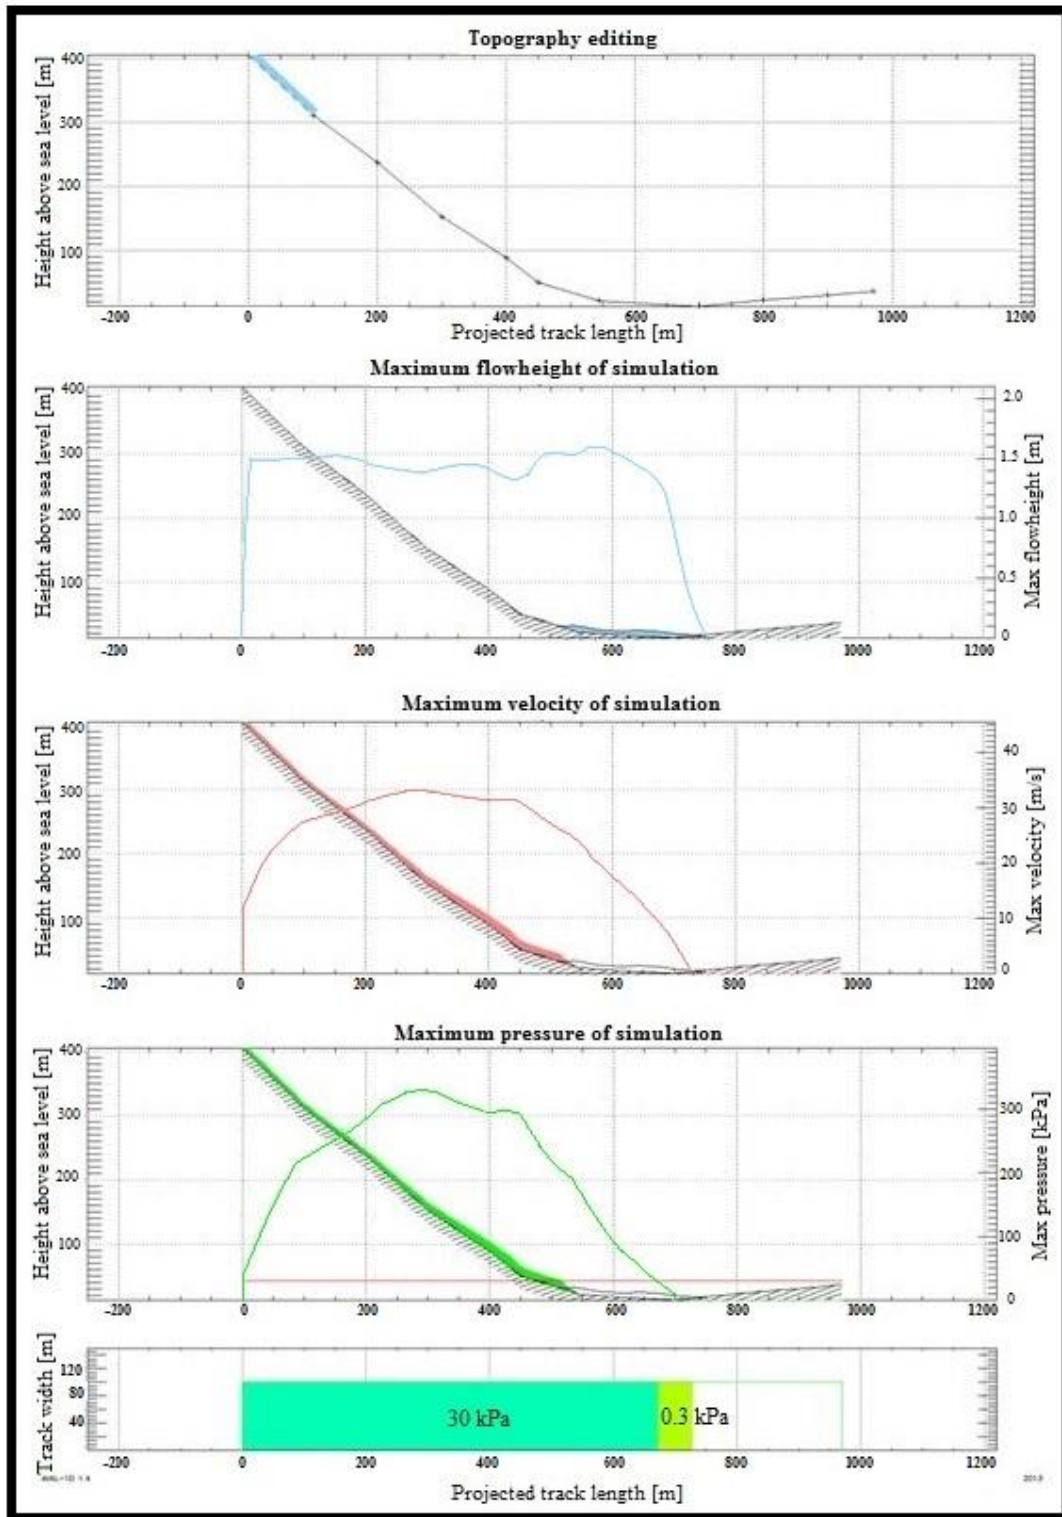 Topography editing
Height above sea level [m]
400
300
200
100
-200 0 200 400 600 800 1000 1200
Projected track length [m]
Maximum flowheight of simulation
Height above sea level [m]
400
300
200
100
2.0
1.5
1.0
0.5
0
Max flowheight [m]
-200 0 200 400 600 800 1000 1200
Maximum velocity of simulation
Height above sea level [m]
400
300
200
100
40
30
20
10
0
Max velocity [m/s]
-200 0 200 400 600 800 1000 1200
Maximum pressure of simulation
Height above sea level [m]
400
300
200
100
300
200
100
0
Max pressure [kPa]
-200 0 200 400 600 800 1000 1200
Track width [m]
120
80
40
30 kPa 0.3 kPa
-200 0 200 400 600 800 1000 1200
Projected track length [m]